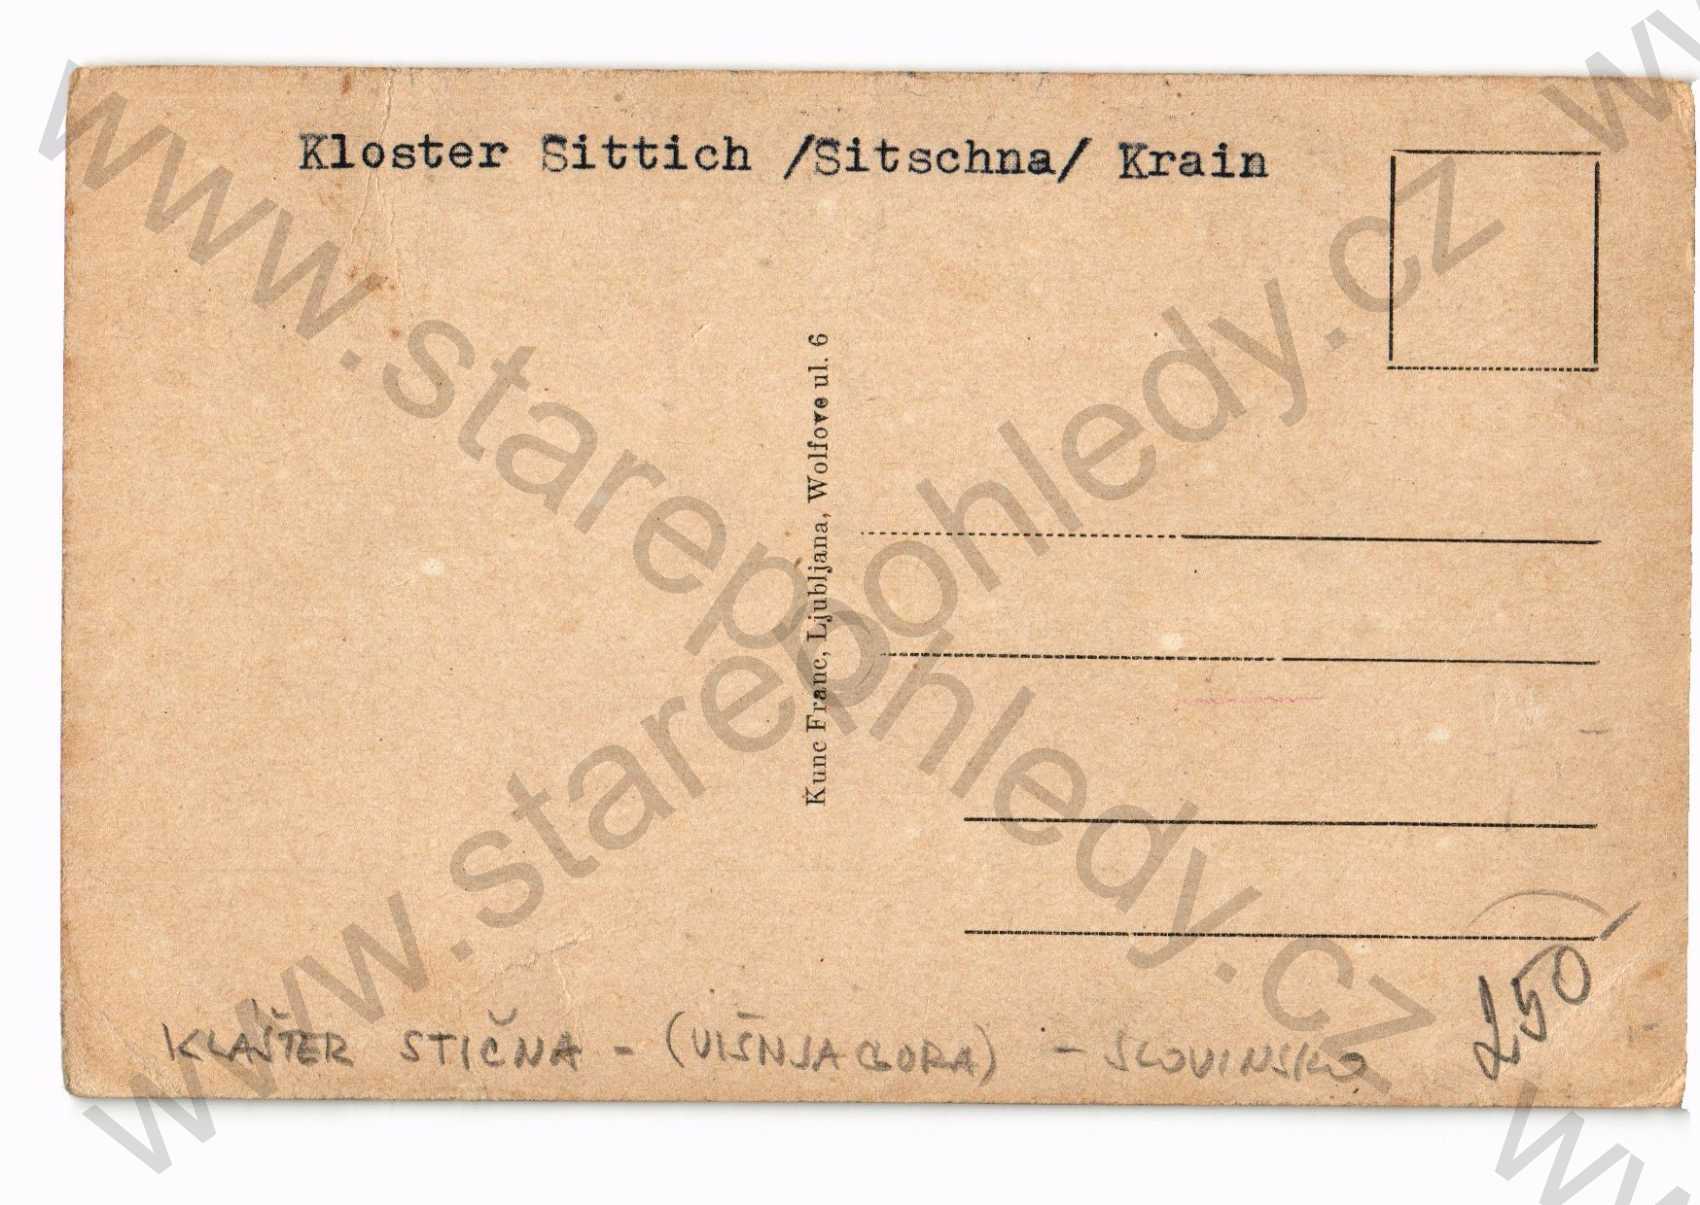 Kloster Sittich /Sitschna/ Krain
Kunc Franc, Ljubljana, Wolfove ul. 6
KLAŠTER STIČNA - (VIŠNJA GORA) - SLOVINSKO
250
www.starepohledy.cz
www.starepohledy.cz